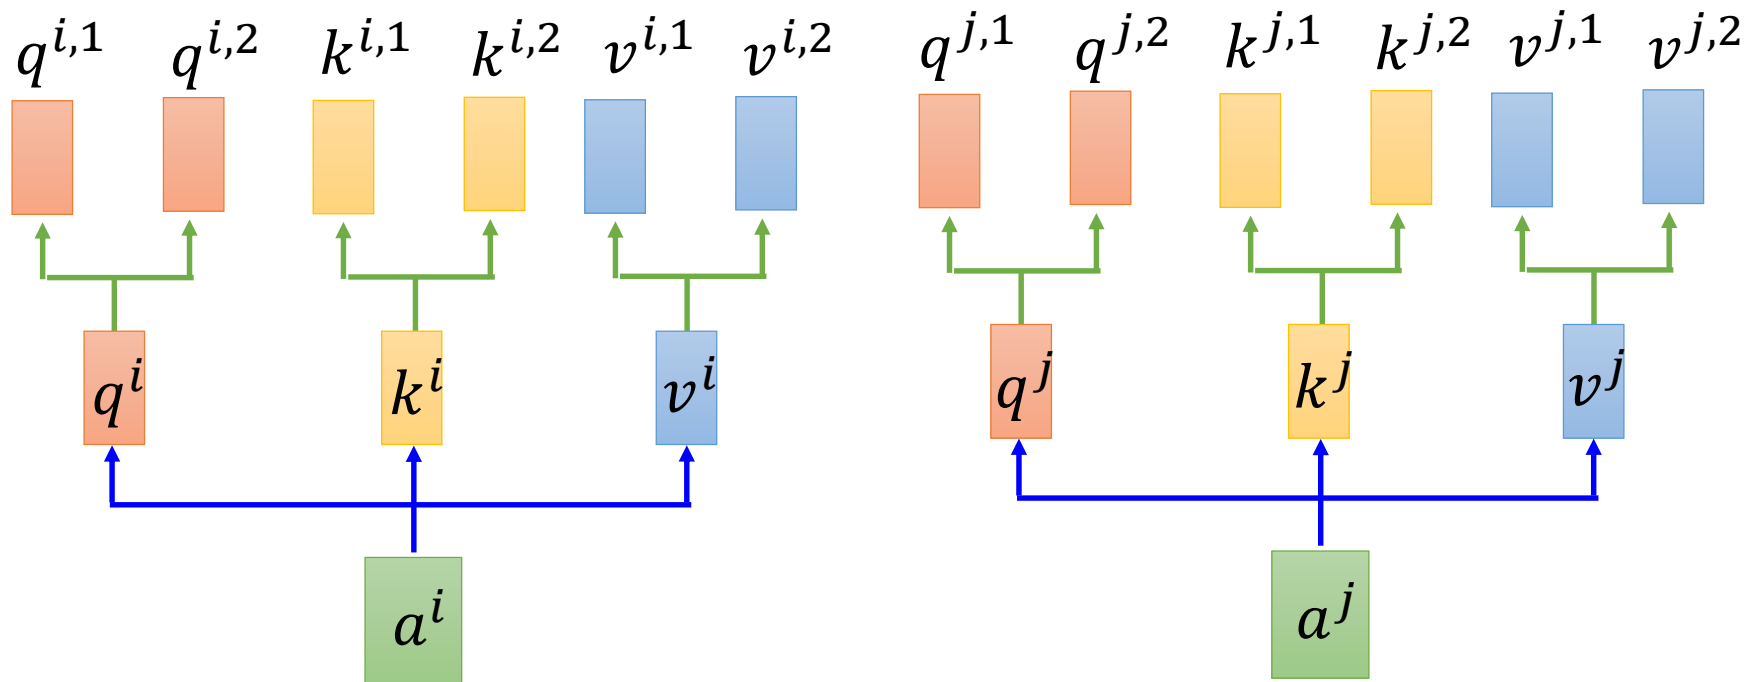 q^{i,1} q^{i,2} k^{i,1} k^{i,2} v^{i,1} v^{i,2} q^{j,1} q^{j,2} k^{j,1} k^{j,2} v^{j,1} v^{j,2}
q^i k^i v^i q^j k^j v^j
a^i a^j